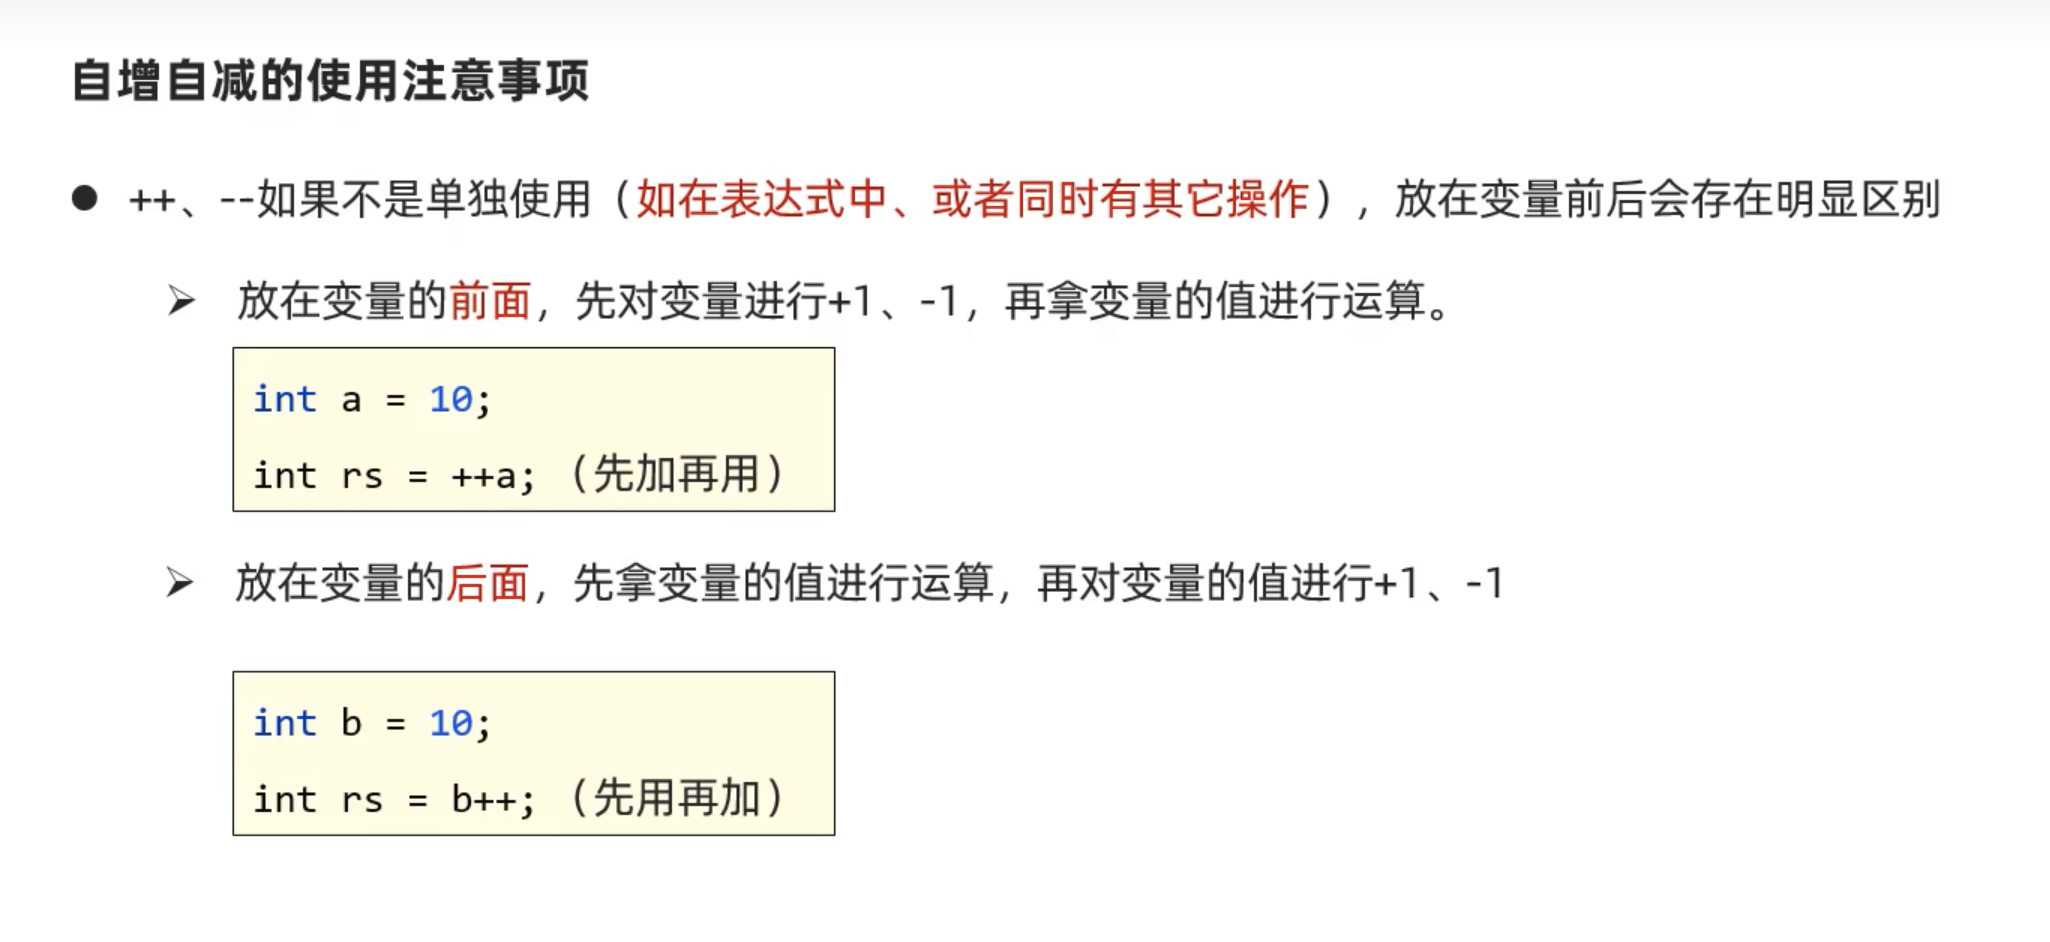 自增自减的使用注意事项
● ++、--如果不是单独使用（如在表达式中、或者同时有其它操作），放在变量前后会存在明显区别
➢ 放在变量的前面，先对变量进行+1、-1，再拿变量的值进行运算。
int a = 10;
int rs = ++a;（先加再用）
➢ 放在变量的后面，先拿变量的值进行运算，再对变量的值进行+1、-1
int b = 10;
int rs = b++;（先用再加）